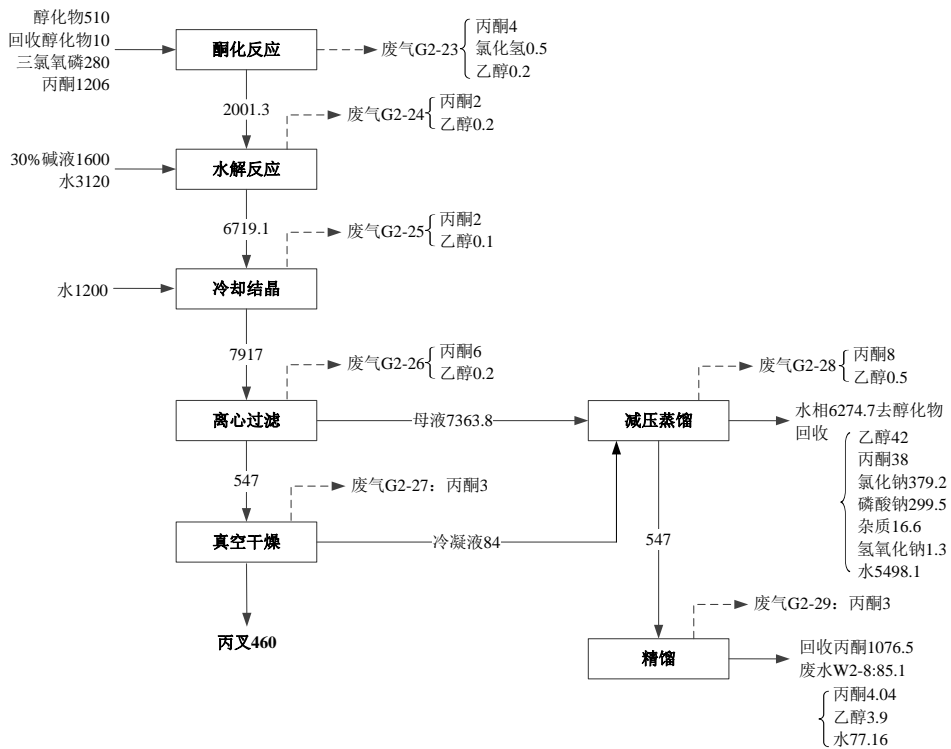 醇化物510
回收醇化物10
三氯氧磷280
丙酮1206
酮化反应
废气G2-23
丙酮4
氯化氢0.5
乙醇0.2
2001.3
废气G2-24
丙酮2
乙醇0.2
30%碱液1600
水3120
水解反应
6719.1
废气G2-25
丙酮2
乙醇0.1
水1200
冷却结晶
7917
废气G2-26
丙酮6
乙醇0.2
废气G2-28
丙酮8
乙醇0.5
离心过滤
母液7363.8
减压蒸馏
水相6274.7去醇化物
回收
乙醇42
丙酮38
氯化钠379.2
磷酸钠299.5
杂质16.6
氢氧化钠1.3
水5498.1
547
废气G2-27：丙酮3
真空干燥
冷凝液84
547
废气G2-29：丙酮3
丙叉460
精馏
回收丙酮1076.5
废水W2-8:85.1
丙酮4.04
乙醇3.9
水77.16